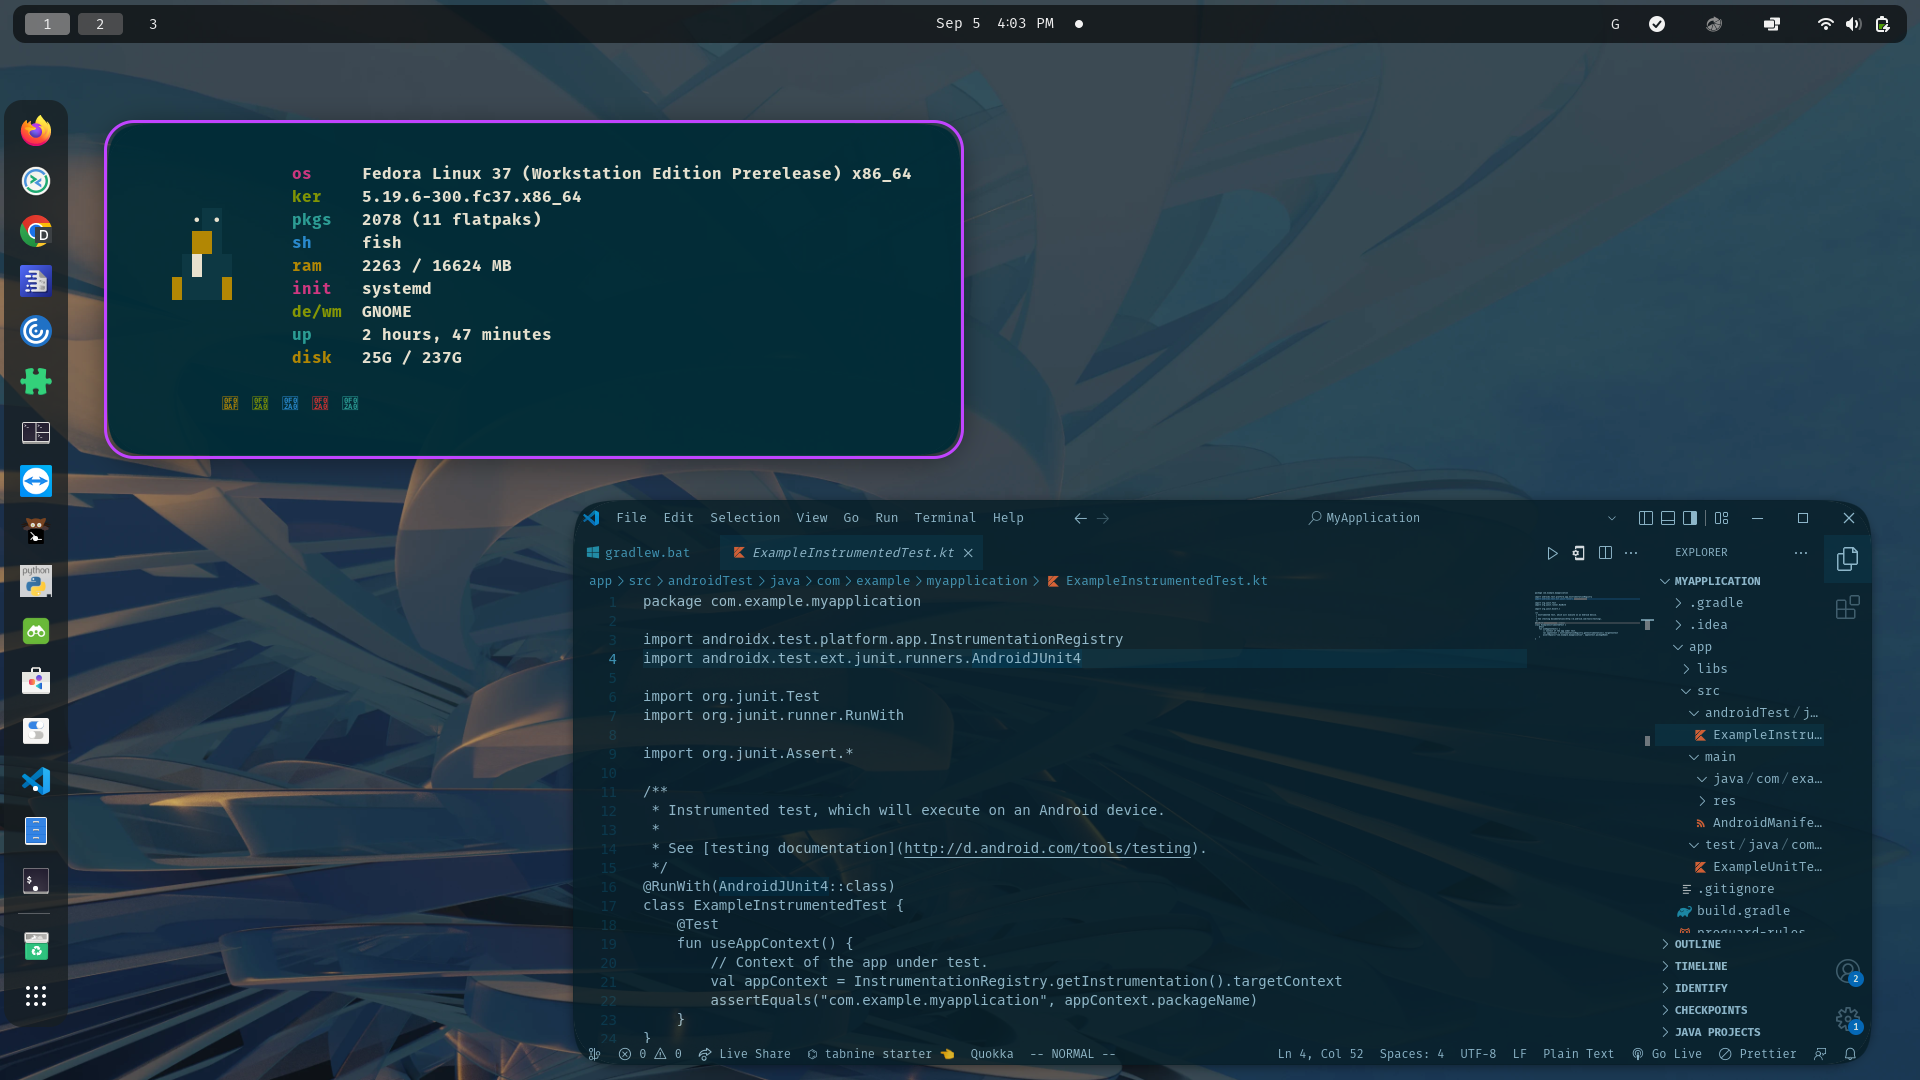 1 2 3
Sep 5 4:03 PM
G
os Fedora Linux 37 (Workstation Edition Prerelease) x86_64
ker 5.19.6-300.fc37.x86_64
pkgs 2078 (11 flatpaks)
sh fish
ram 2263 / 16624 MB
init systemd
de/wm GNOME
up 2 hours, 47 minutes
disk 25G / 237G
D
python
File Edit Selection View Go Run Terminal Help
MyApplication
gradlew.bat ExampleInstrumentedTest.kt
app > src > androidTest > java > com > example > myapplication > ExampleInstrumentedTest.kt
1 package com.example.myapplication
2
3 import androidx.test.platform.app.InstrumentationRegistry
4 import androidx.test.ext.junit.runners.AndroidJUnit4
5
6 import org.junit.Test
7 import org.junit.runner.RunWith
8
9 import org.junit.Assert.*
10
11 /**
12  * Instrumented test, which will execute on an Android device.
13  *
14  * See [testing documentation](http://d.android.com/tools/testing).
15  */
16 @RunWith(AndroidJUnit4::class)
17 class ExampleInstrumentedTest {
18     @Test
19     fun useAppContext() {
20         // Context of the app under test.
21         val appContext = InstrumentationRegistry.getInstrumentation().targetContext
22         assertEquals("com.example.myapplication", appContext.packageName)
23     }
24 }
EXPLORER
MYAPPLICATION
.gradle
.idea
app
libs
src
androidTest/j…
ExampleInstru…
main
java/com/exa…
res
AndroidManife…
test/java/com…
ExampleUnitTe…
.gitignore
build.gradle
proguard-rules
OUTLINE
TIMELINE
IDENTIFY
CHECKPOINTS
JAVA PROJECTS
2
1
0 0 Live Share tabnine starter Quokka -- NORMAL --
Ln 4, Col 52 Spaces: 4 UTF-8 LF Plain Text Go Live Prettier